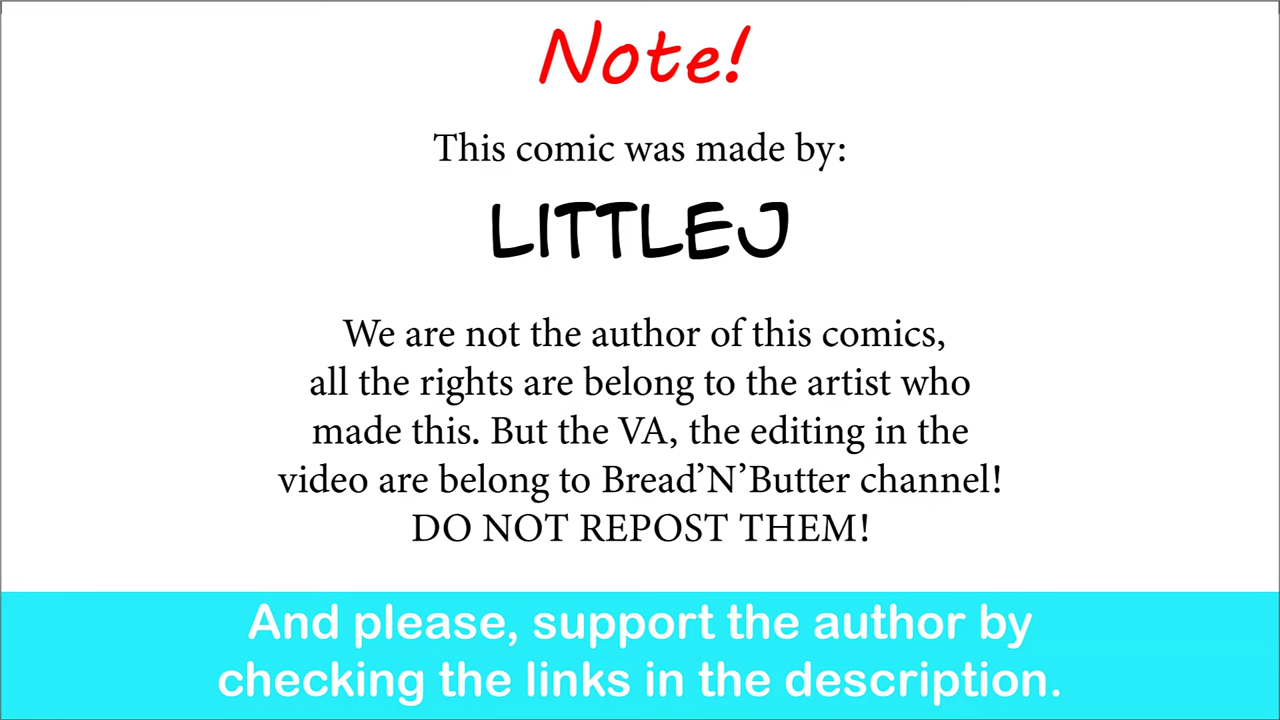 Note!
This comic was made by:
LITTLEJ
We are not the author of this comics,
all the rights are belong to the artist who
made this. But the VA, the editing in the
video are belong to Bread’N’Butter channel!
DO NOT REPOST THEM!
And please, support the author by
checking the links in the description.